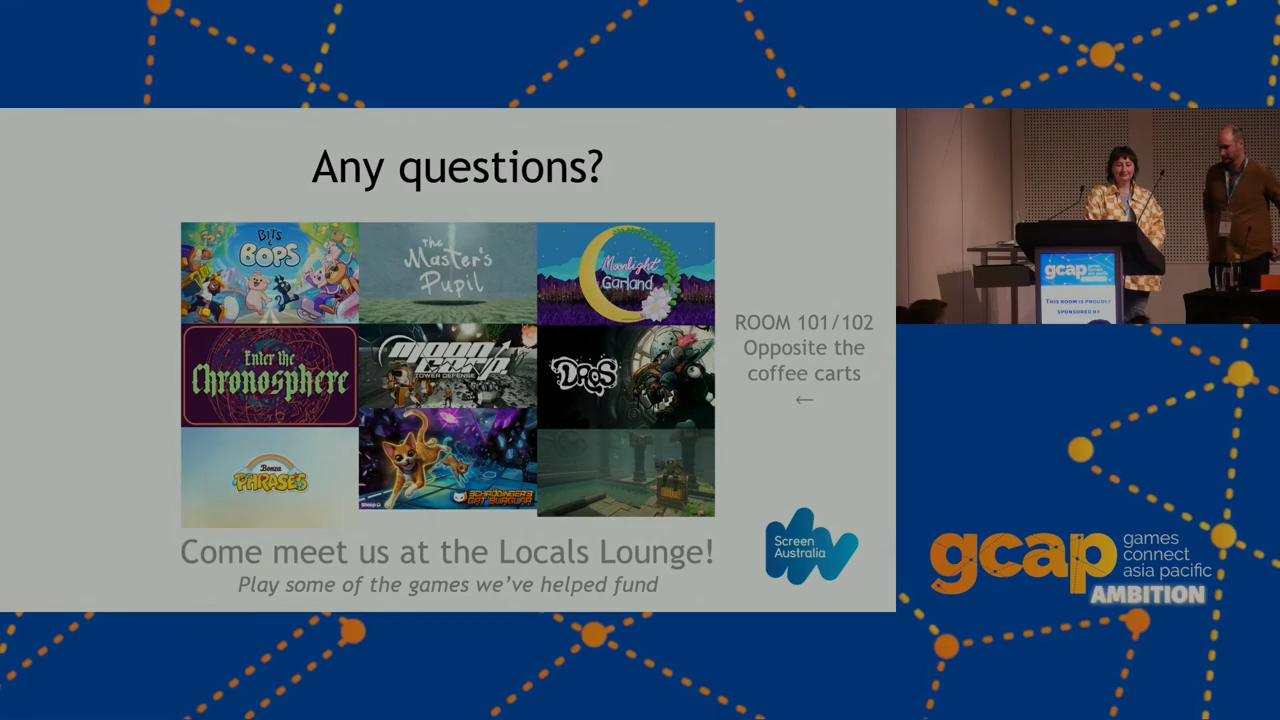 Any questions?
BITS
&
BOPS
The
Master's
Pupil
Moonlight
Garland
Enter the
Chronosphere
MOON
CORP.
TOWER DEFENSE
DROS
Bonza
PHRASES
SCHRÖDINGER'S
CAT BURGLAR
ROOM 101/102
Opposite the
coffee carts
←
Come meet us at the Locals Lounge!
Play some of the games we've helped fund
Screen
Australia
gcap
THIS ROOM IS PROUDLY
SPONSORED BY
gcap
games
connect
asia pacific
AMBITION